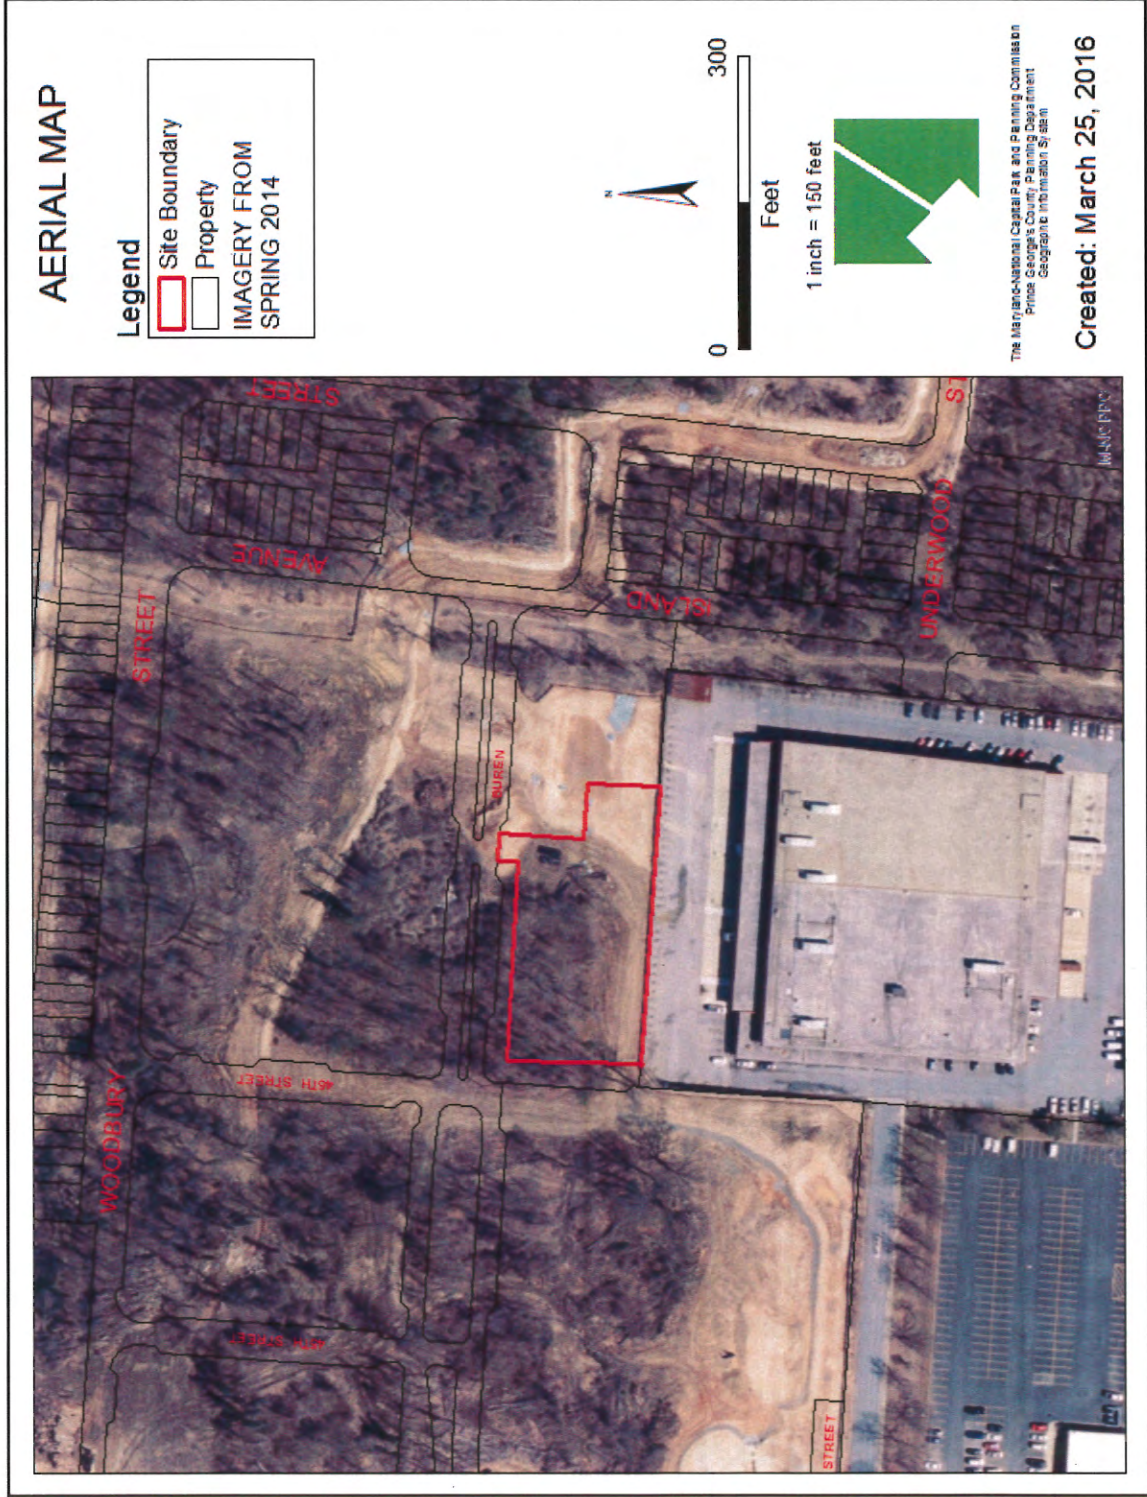 AERIAL MAP
Legend
Site Boundary
Property
IMAGERY FROM
SPRING 2014
N
0
300
Feet
1 inch = 150 feet
The Maryland-National Capital Park and Planning Commission
Prince George's County Planning Department
Geographic Information System
Created: March 25, 2016
WOODBURY
STREET
AVENUE
STREET
46TH STREET
45TH STREET
BUREN
ISLAND
UNDERWOOD
ST
STREET
M-NCPPC